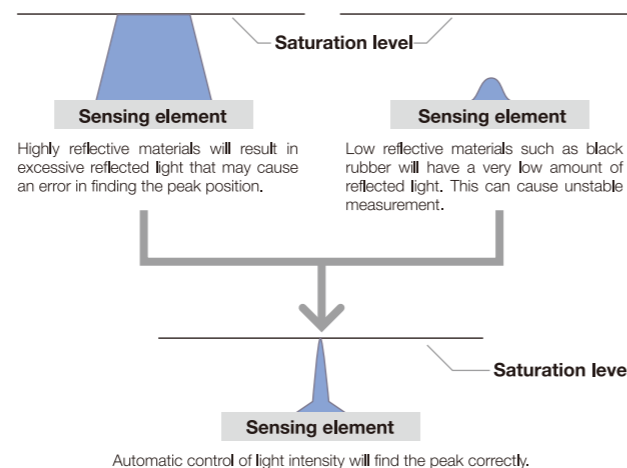 Saturation level
Sensing element
Sensing element
Highly reflective materials will result in
excessive reflected light that may cause
an error in finding the peak position.
Low reflective materials such as black
rubber will have a very low amount of
reflected light. This can cause unstable
measurement.
Saturation leve
Sensing element
Automatic control of light intensity will find the peak correctly.